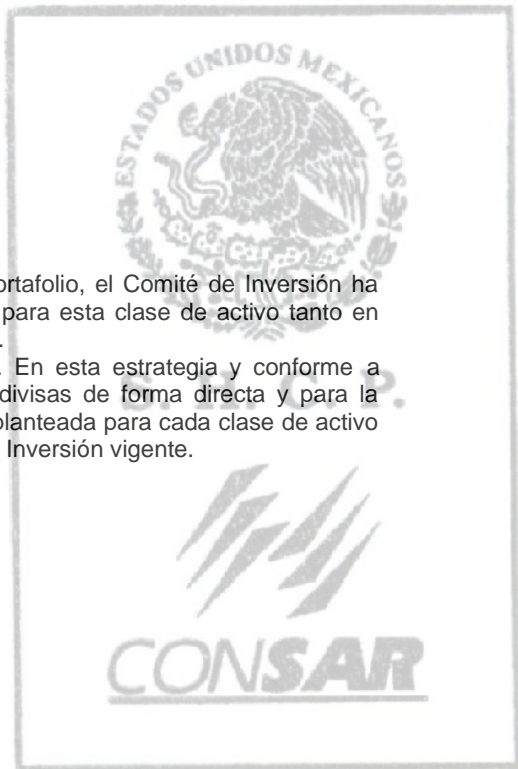 ESTADOS UNIDOS MEXICANOS
ortafolio, el Comité de Inversión ha
para esta clase de activo tanto en
.
. En esta estrategia y conforme a
divisas de forma directa y para la
S. H. C. P.
planteada para cada clase de activo
Inversión vigente.
CONSAR